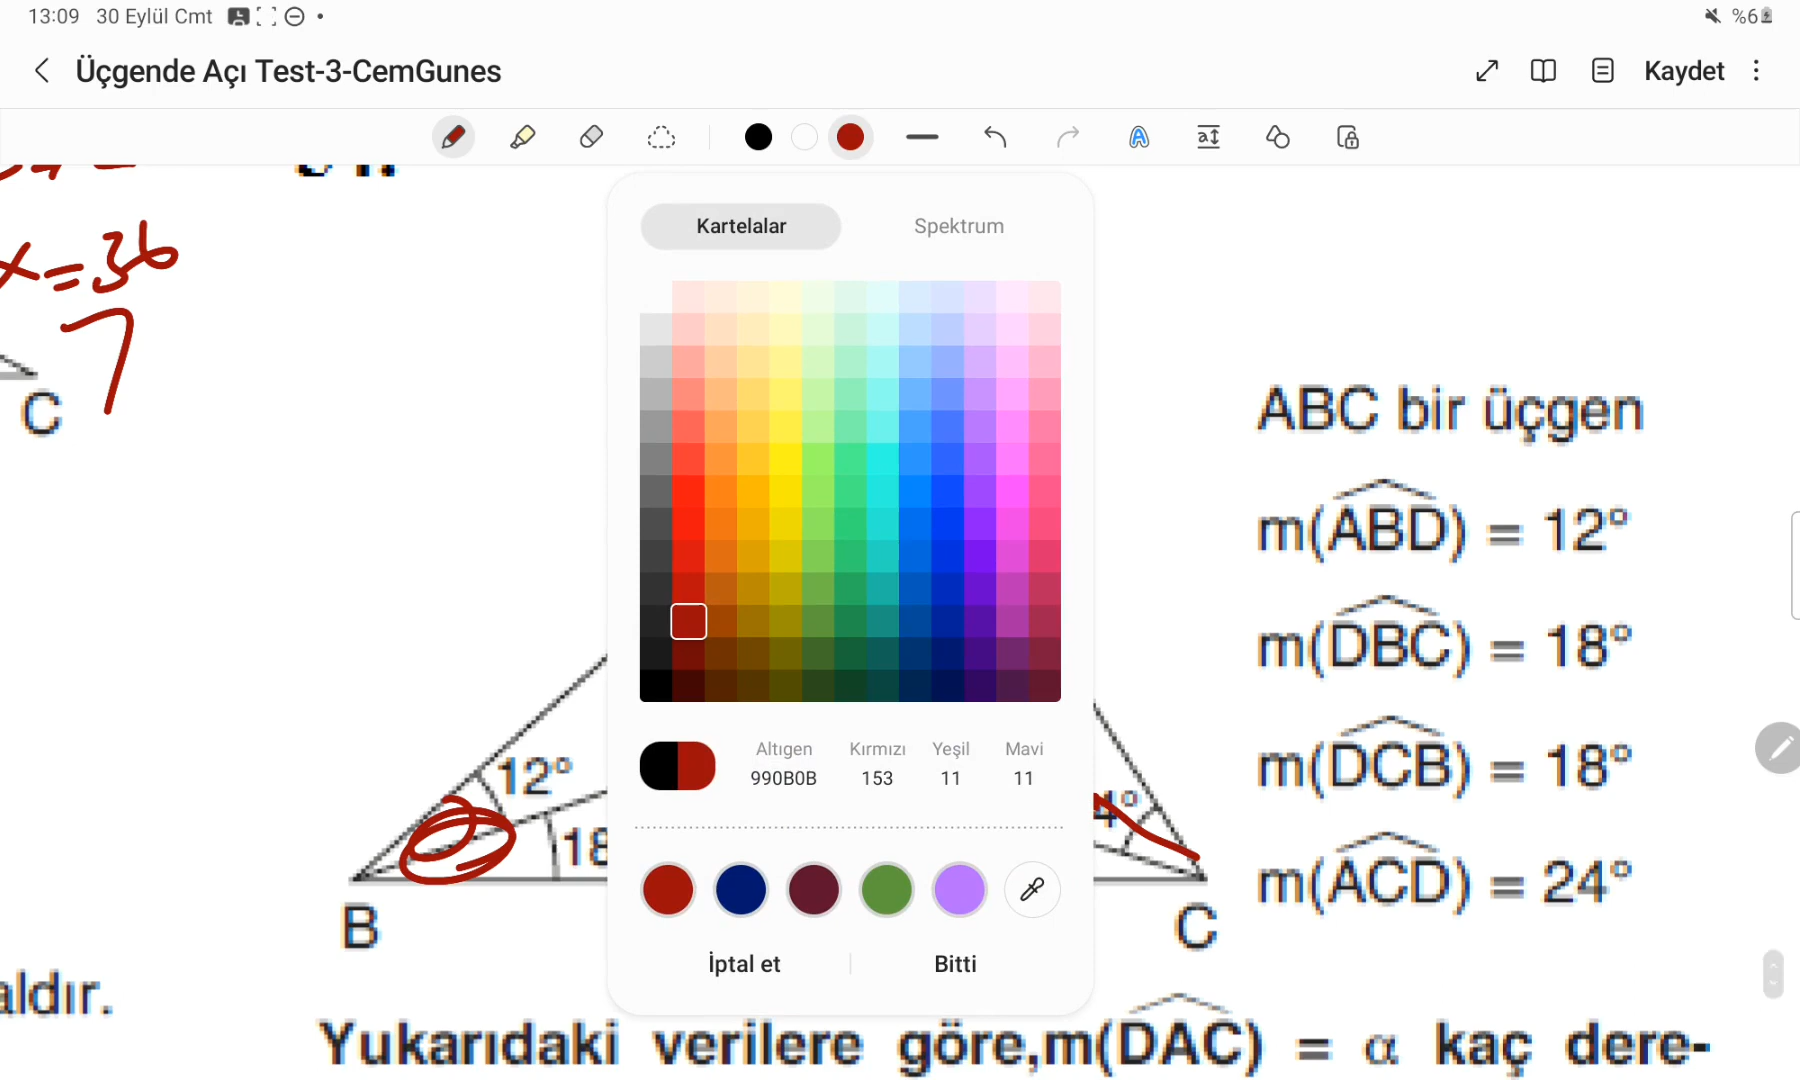 13:09 30 Eylül Cmt
%6
Üçgende Açı Test-3-CemGunes
Kaydet
Kartelalar Spektrum
x=36
C
ABC bir üçgen
m(ABD) = 12°
m(DBC) = 18°
m(DCB) = 18°
m(ACD) = 24°
12°
18
4°
B
C
Altıgen Kırmızı Yeşil Mavi
990B0B 153 11 11
İptal et Bitti
aldır.
Yukarıdaki verilere göre,m(DAC) = α kaç dere-